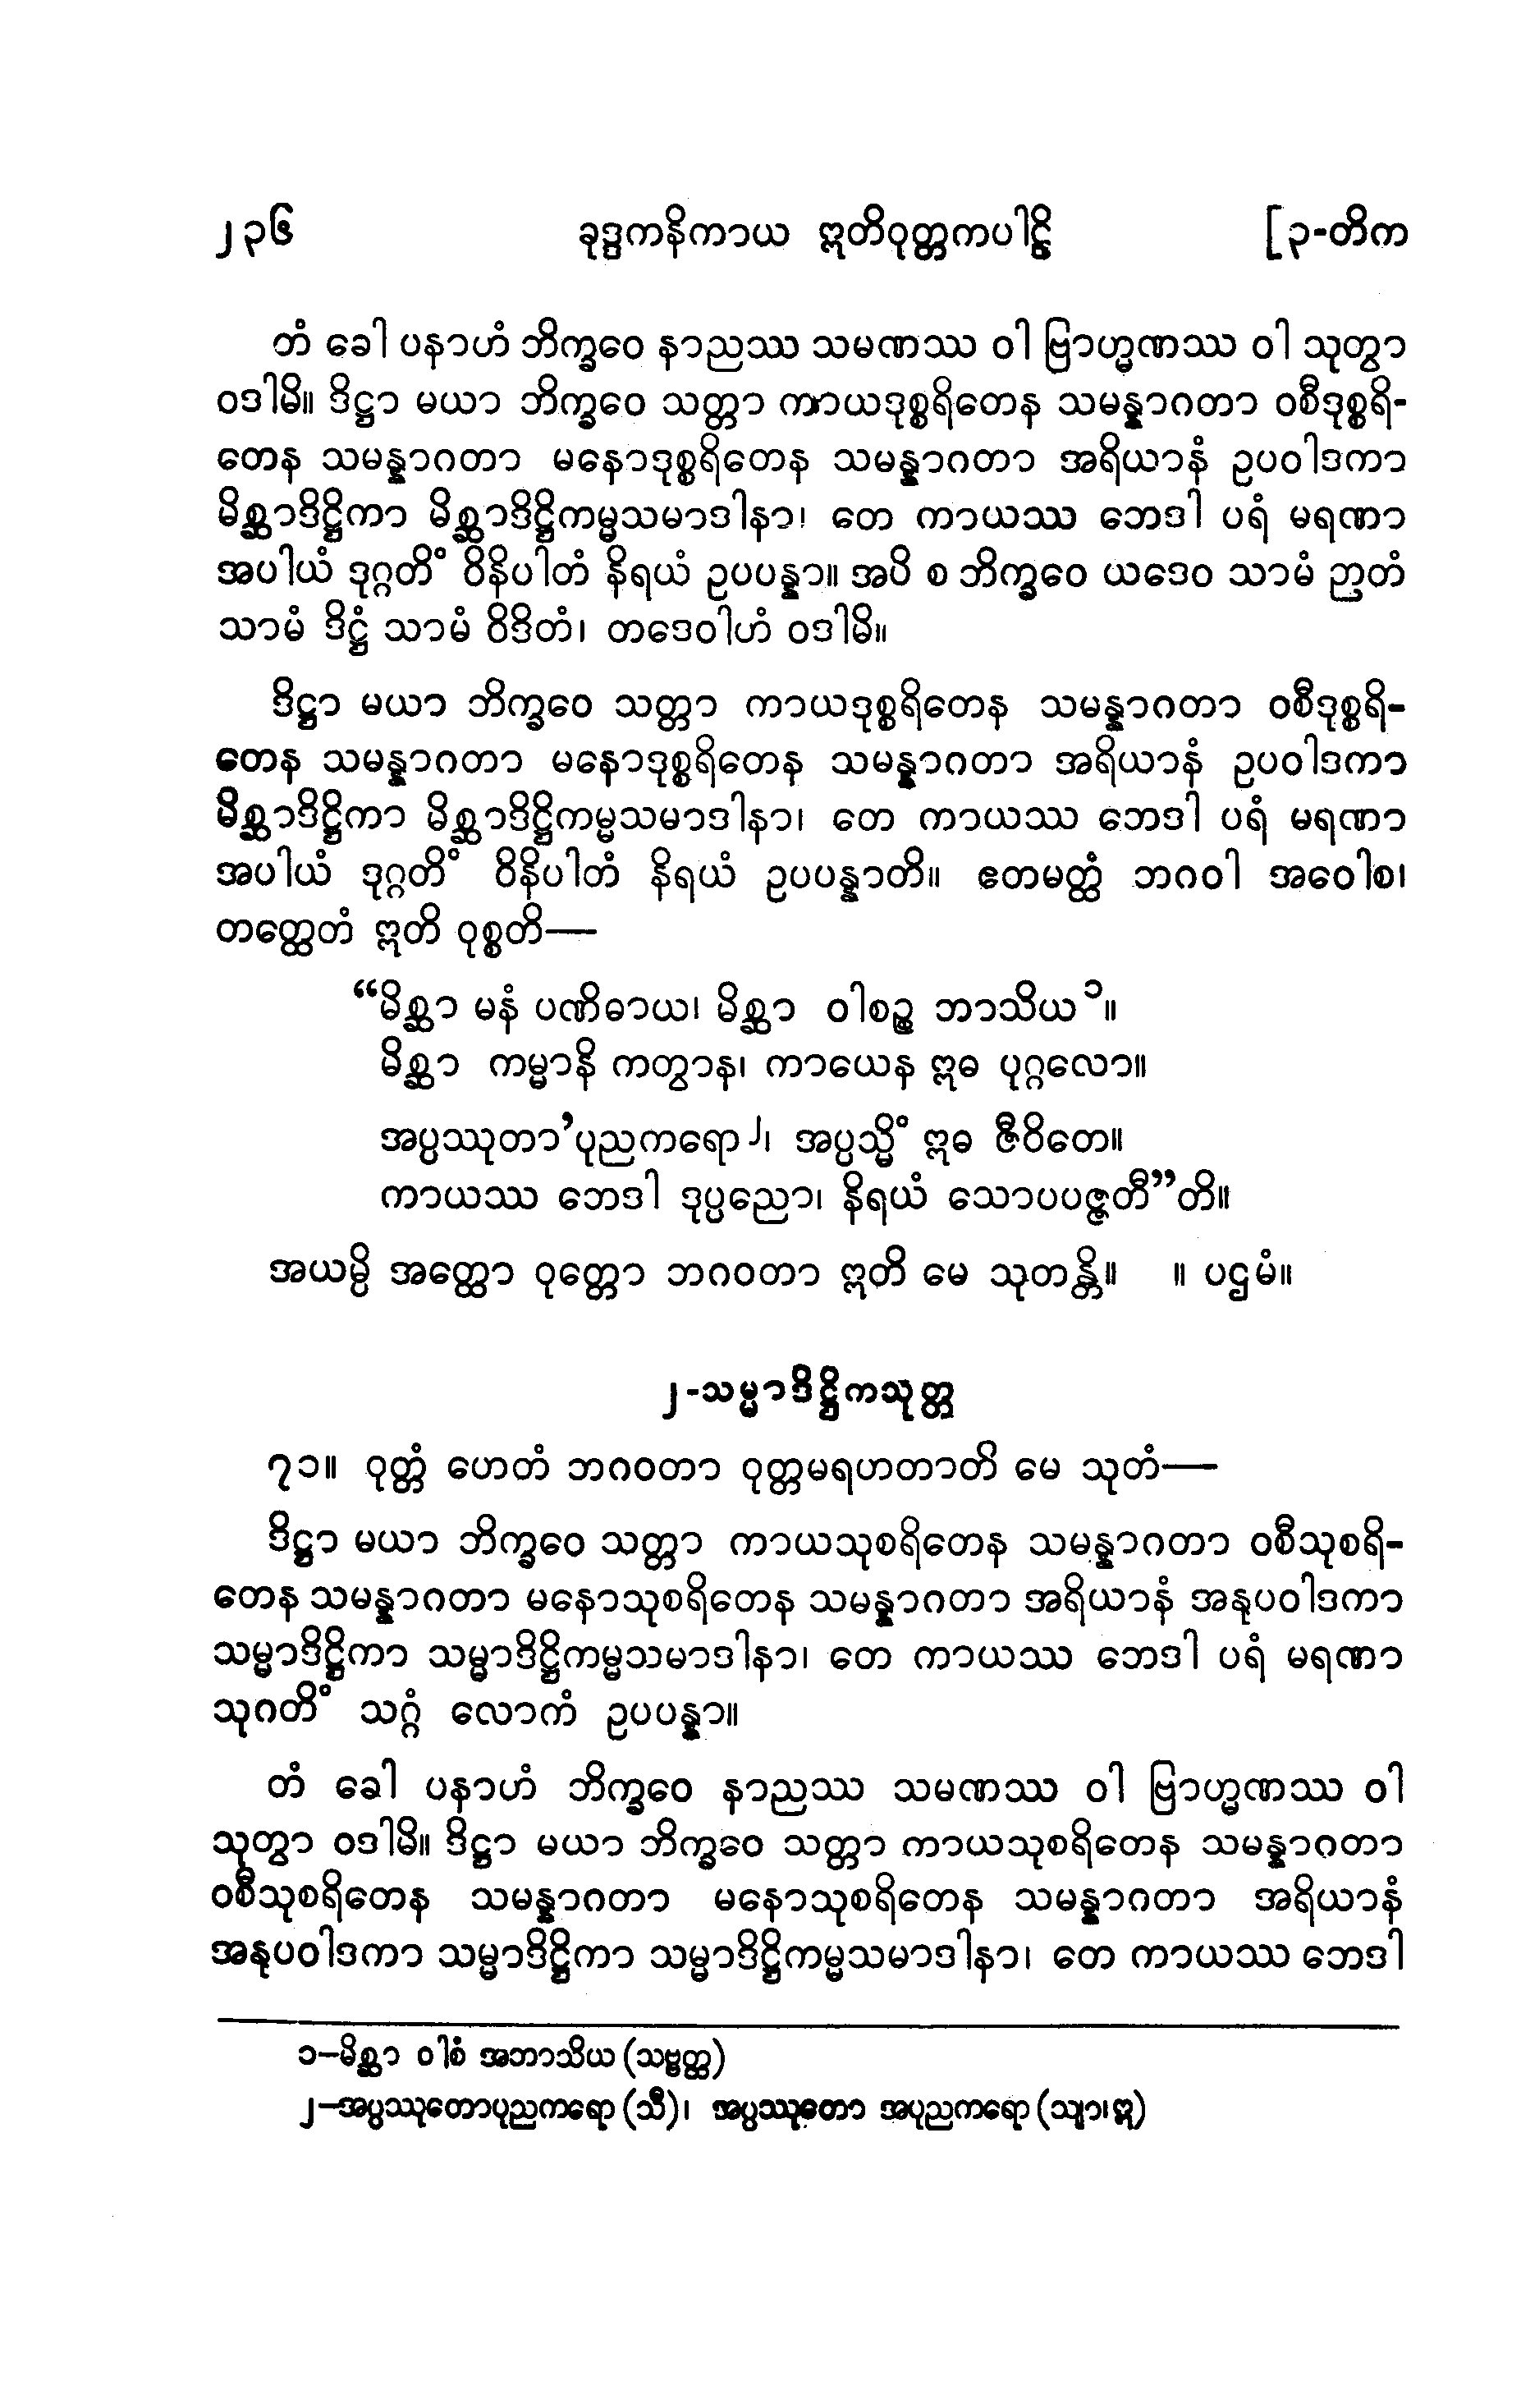 ၂၃၆ ခုဒ္ဒကနိကာယ ဣတိဝုတ္တကပါဠိ [၃-တိက
တံ ခေါ ပနာဟံ ဘိက္ခဝေ နာညဿ သမဏဿ ဝါ ဗြာဟ္မဏဿ ဝါ သုတွာ
ဝဒါမိ။ ဒိဋ္ဌာ မယာ ဘိက္ခဝေ သတ္တာ ကာယဒုစ္စရိတေန သမန္နာဂတာ ဝစီဒုစ္စရိ-
တေန သမန္နာဂတာ မနောဒုစ္စရိတေန သမန္နာဂတာ အရိယာနံ ဥပဝါဒကာ
မိစ္ဆာဒိဋ္ဌိကာ မိစ္ဆာဒိဋ္ဌိကမ္မသမာဒါနာ၊ တေ ကာယဿ ဘေဒါ ပရံ မရဏာ
အပါယံ ဒုဂ္ဂတိံ ဝိနိပါတံ နိရယံ ဥပပန္နာ။ အပိ စ ဘိက္ခဝေ ယဒေဝ သာမံ ဉာတံ
သာမံ ဒိဋ္ဌံ သာမံ ဝိဒိတံ၊ တဒေဝါဟံ ဝဒါမိ။
ဒိဋ္ဌာ မယာ ဘိက္ခဝေ သတ္တာ ကာယဒုစ္စရိတေန သမန္နာဂတာ ဝစီဒုစ္စရိ-
တေန သမန္နာဂတာ မနောဒုစ္စရိတေန သမန္နာဂတာ အရိယာနံ ဥပဝါဒကာ
မိစ္ဆာဒိဋ္ဌိကာ မိစ္ဆာဒိဋ္ဌိကမ္မသမာဒါနာ၊ တေ ကာယဿ ဘေဒါ ပရံ မရဏာ
အပါယံ ဒုဂ္ဂတိံ ဝိနိပါတံ နိရယံ ဥပပန္နာတိ။ ဧတမတ္ထံ ဘဂဝါ အဝေါစ၊
တတ္ထေတံ ဣတိ ဝုစ္စတိ—
“မိစ္ဆာ မနံ ပဏိဓာယ၊ မိစ္ဆာ ဝါစဉ္စ ဘာသိယ ၁။
မိစ္ဆာ ကမ္မာနိ ကတွာန၊ ကာယေန ဣဓ ပုဂ္ဂလော။
အပ္ပဿုတာ’ပုညကရော ၂၊ အပ္ပသ္မိံ ဣဓ ဇီဝိတေ။
ကာယဿ ဘေဒါ ဒုပ္ပညော၊ နိရယံ သောပပဇ္ဇတီ”တိ။
အယမ္ပိ အတ္ထော ဝုတ္တော ဘဂဝတာ ဣတိ မေ သုတန္တိ။ ။ ပဌမံ။
၂-သမ္မာဒိဋ္ဌိကသုတ္တ
၇၁။ ဝုတ္တံ ဟေတံ ဘဂဝတာ ဝုတ္တမရဟတာတိ မေ သုတံ—
ဒိဋ္ဌာ မယာ ဘိက္ခဝေ သတ္တာ ကာယသုစရိတေန သမန္နာဂတာ ဝစီသုစရိ-
တေန သမန္နာဂတာ မနောသုစရိတေန သမန္နာဂတာ အရိယာနံ အနုပဝါဒကာ
သမ္မာဒိဋ္ဌိကာ သမ္မာဒိဋ္ဌိကမ္မသမာဒါနာ၊ တေ ကာယဿ ဘေဒါ ပရံ မရဏာ
သုဂတိံ သဂ္ဂံ လောကံ ဥပပန္နာ။
တံ ခေါ ပနာဟံ ဘိက္ခဝေ နာညဿ သမဏဿ ဝါ ဗြာဟ္မဏဿ ဝါ
သုတွာ ဝဒါမိ။ ဒိဋ္ဌာ မယာ ဘိက္ခဝေ သတ္တာ ကာယသုစရိတေန သမန္နာဂတာ
ဝစီသုစရိတေန သမန္နာဂတာ မနောသုစရိတေန သမန္နာဂတာ အရိယာနံ
အနုပဝါဒကာ သမ္မာဒိဋ္ဌိကာ သမ္မာဒိဋ္ဌိကမ္မသမာဒါနာ၊ တေ ကာယဿ ဘေဒါ
၁—မိစ္ဆာ ဝါစံ အဘာသိယ (သဗ္ဗတ္ထ)
၂—အပ္ပဿုတောပုညကရော (သီ)၊ အပ္ပဿုတော အပုညကရော (သျာ၊ ဣ)